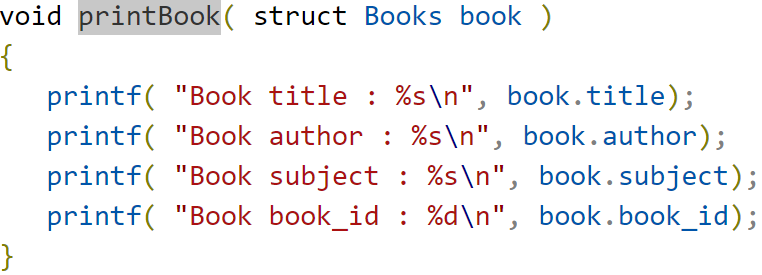 void printBook( struct Books book )
{
   printf( "Book title : %s\n", book.title);
   printf( "Book author : %s\n", book.author);
   printf( "Book subject : %s\n", book.subject);
   printf( "Book book_id : %d\n", book.book_id);
}